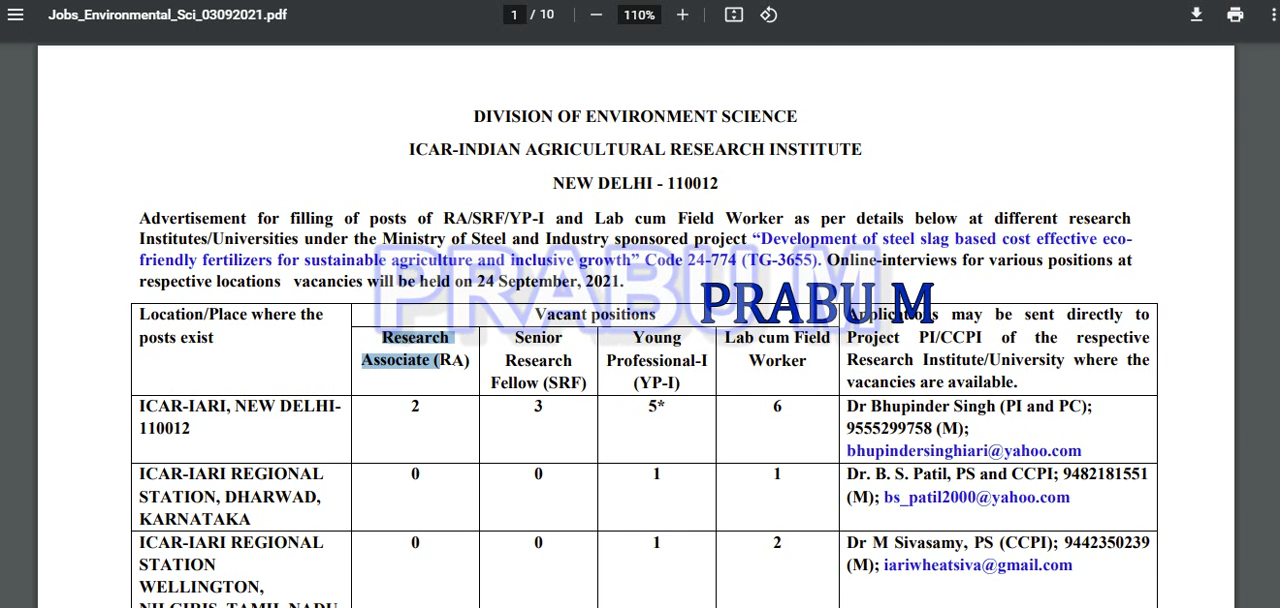 Jobs_Environmental_Sci_03092021.pdf
1 / 10
110%
DIVISION OF ENVIRONMENT SCIENCE
ICAR-INDIAN AGRICULTURAL RESEARCH INSTITUTE
NEW DELHI - 110012
Advertisement for filling of posts of RA/SRF/YP-I and Lab cum Field Worker as per details below at different research
Institutes/Universities under the Ministry of Steel and Industry sponsored project “Development of steel slag based cost effective eco-
friendly fertilizers for sustainable agriculture and inclusive growth” Code 24-774 (TG-3655). Online-interviews for various positions at
respective locations vacancies will be held on 24 September, 2021.
PRABU M
PRABU M
Location/Place where the
posts exist
Vacant positions
Research
Associate (RA)
Senior
Research
Fellow (SRF)
Young
Professional-I
(YP-I)
Lab cum Field
Worker
Applications may be sent directly to
Project PI/CCPI of the respective
Research Institute/University where the
vacancies are available.
ICAR-IARI, NEW DELHI-
110012
2
3
5*
6
Dr Bhupinder Singh (PI and PC);
9555299758 (M);
bhupindersinghiari@yahoo.com
ICAR-IARI REGIONAL
STATION, DHARWAD,
KARNATAKA
0
0
1
1
Dr. B. S. Patil, PS and CCPI; 9482181551
(M); bs_patil2000@yahoo.com
ICAR-IARI REGIONAL
STATION
WELLINGTON,
NILGIRIS, TAMIL NADU
0
0
1
2
Dr M Sivasamy, PS (CCPI); 9442350239
(M); iariwheatsiva@gmail.com